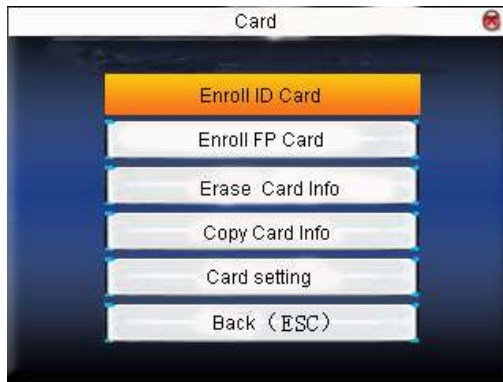 Card
Enroll ID Card
Enroll FP Card
Erase Card Info
Copy Card Info
Card setting
Back（ESC）